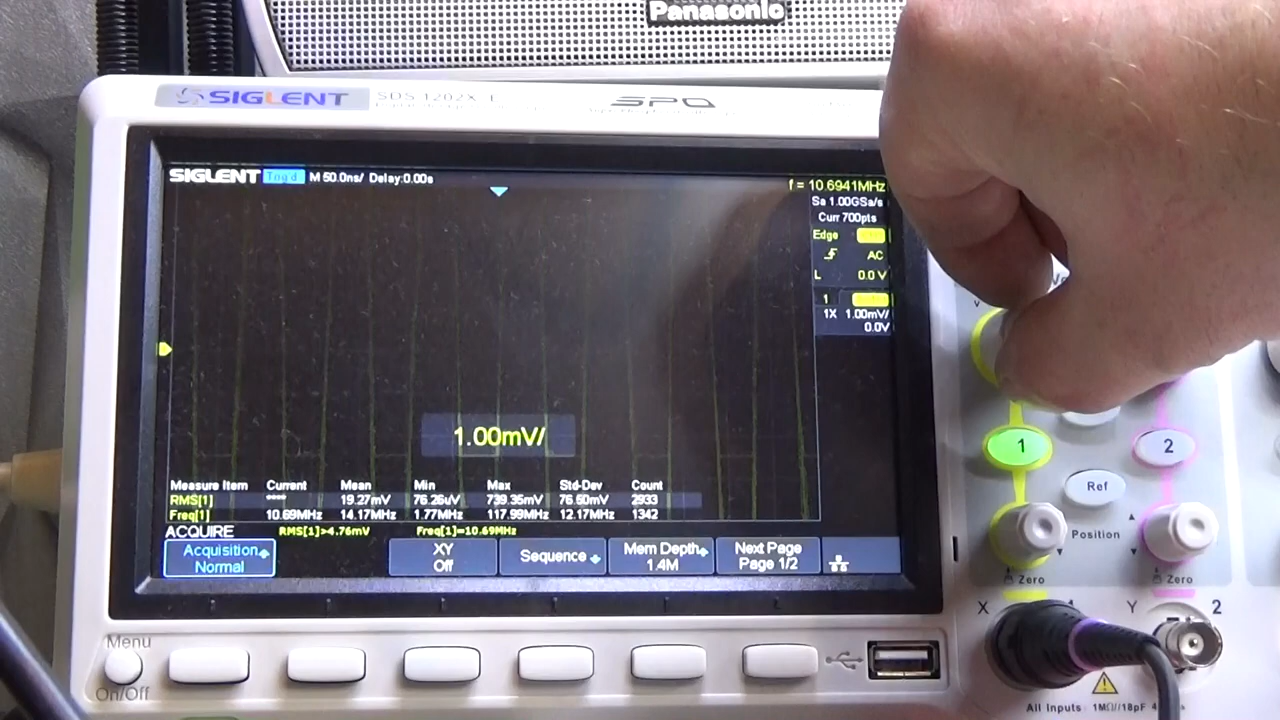 Panasonic
SIGLENT SDS 1202X-E SPO
SIGLENT Trig'd M 50.0ns/ Delay:0.00s
f = 10.6941MHz
Sa 1.00GSa/s
Curr 700pts
Edge
AC
L 0.0V
1
1X 1.00mV/
0.0V
1.00mV/
Measure Item Current Mean Min Max Std-Dev Count
RMS[1] **** 19.27mV 76.26uV 739.35mV 76.50mV 2933
Freq[1] 10.69MHz 14.17MHz 1.77MHz 117.99MHz 12.17MHz 1342
ACQUIRE RMS[1]>4.76mV Freq[1]=10.69MHz
Acquisition XY Sequence Mem Depth Next Page
Normal Off 1.4M Page 1/2
1 2
Ref
Position
Zero Zero
X 1 Y 2
Menu
On/Off
All Inputs 1MΩ//18pF